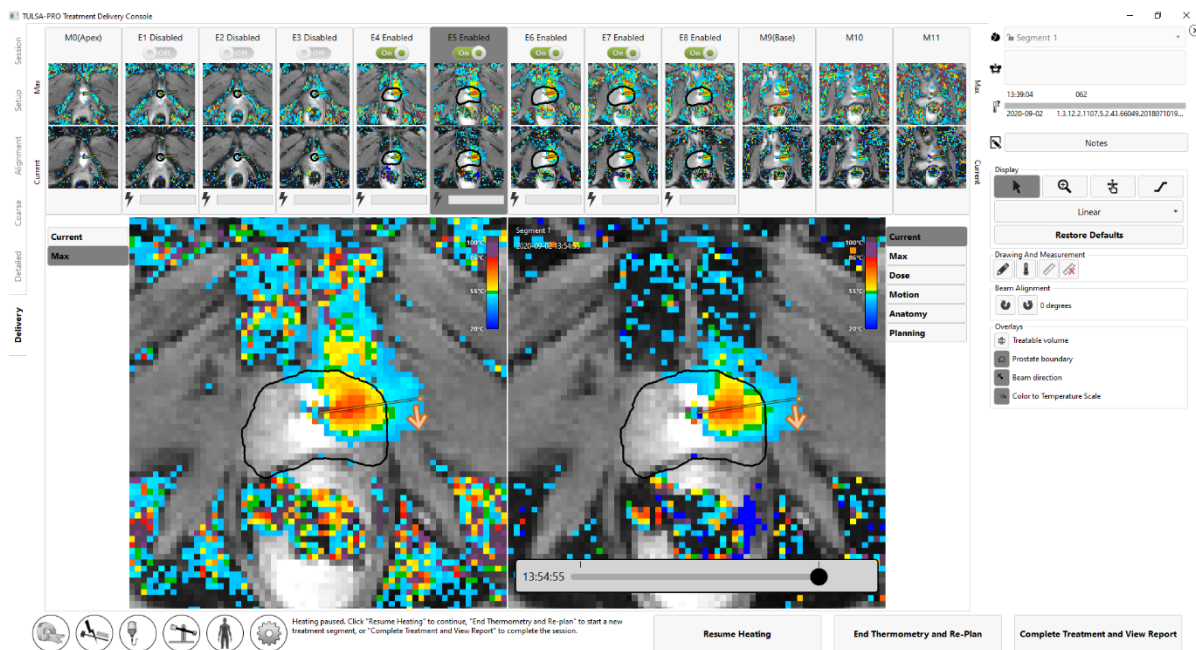 TULSA-PRO Treatment Delivery Console
Session
Setup
Alignment
Coarse
Detailed
Delivery
M0(Apex)
E1 Disabled
E2 Disabled
E3 Disabled
E4 Enabled
E5 Enabled
E6 Enabled
E7 Enabled
E8 Enabled
M9(Base)
M10
M11
Off
Off
Off
On
On
On
On
On
Max
Current
Max
Current
Current
Max
100°C
86°C
55°C
20°C
Segment 1
2020-09-02 13:54:55
100°C
86°C
55°C
20°C
13:54:55
Current
Max
Dose
Motion
Anatomy
Planning
Segment 1
13:39:04 062
2020-09-02 1.3.12.2.1107.5.2.43.66049.2018071019...
Notes
Display
Linear
Restore Defaults
Drawing And Measurement
Beam Alignment
0 degrees
Overlays
Treatable volume
Prostate boundary
Beam direction
Color to Temperature Scale
Heating paused. Click "Resume Heating" to continue, "End Thermometry and Re-plan" to start a new
treatment segment, or "Complete Treatment and View Report" to complete the session.
Resume Heating
End Thermometry and Re-Plan
Complete Treatment and View Report